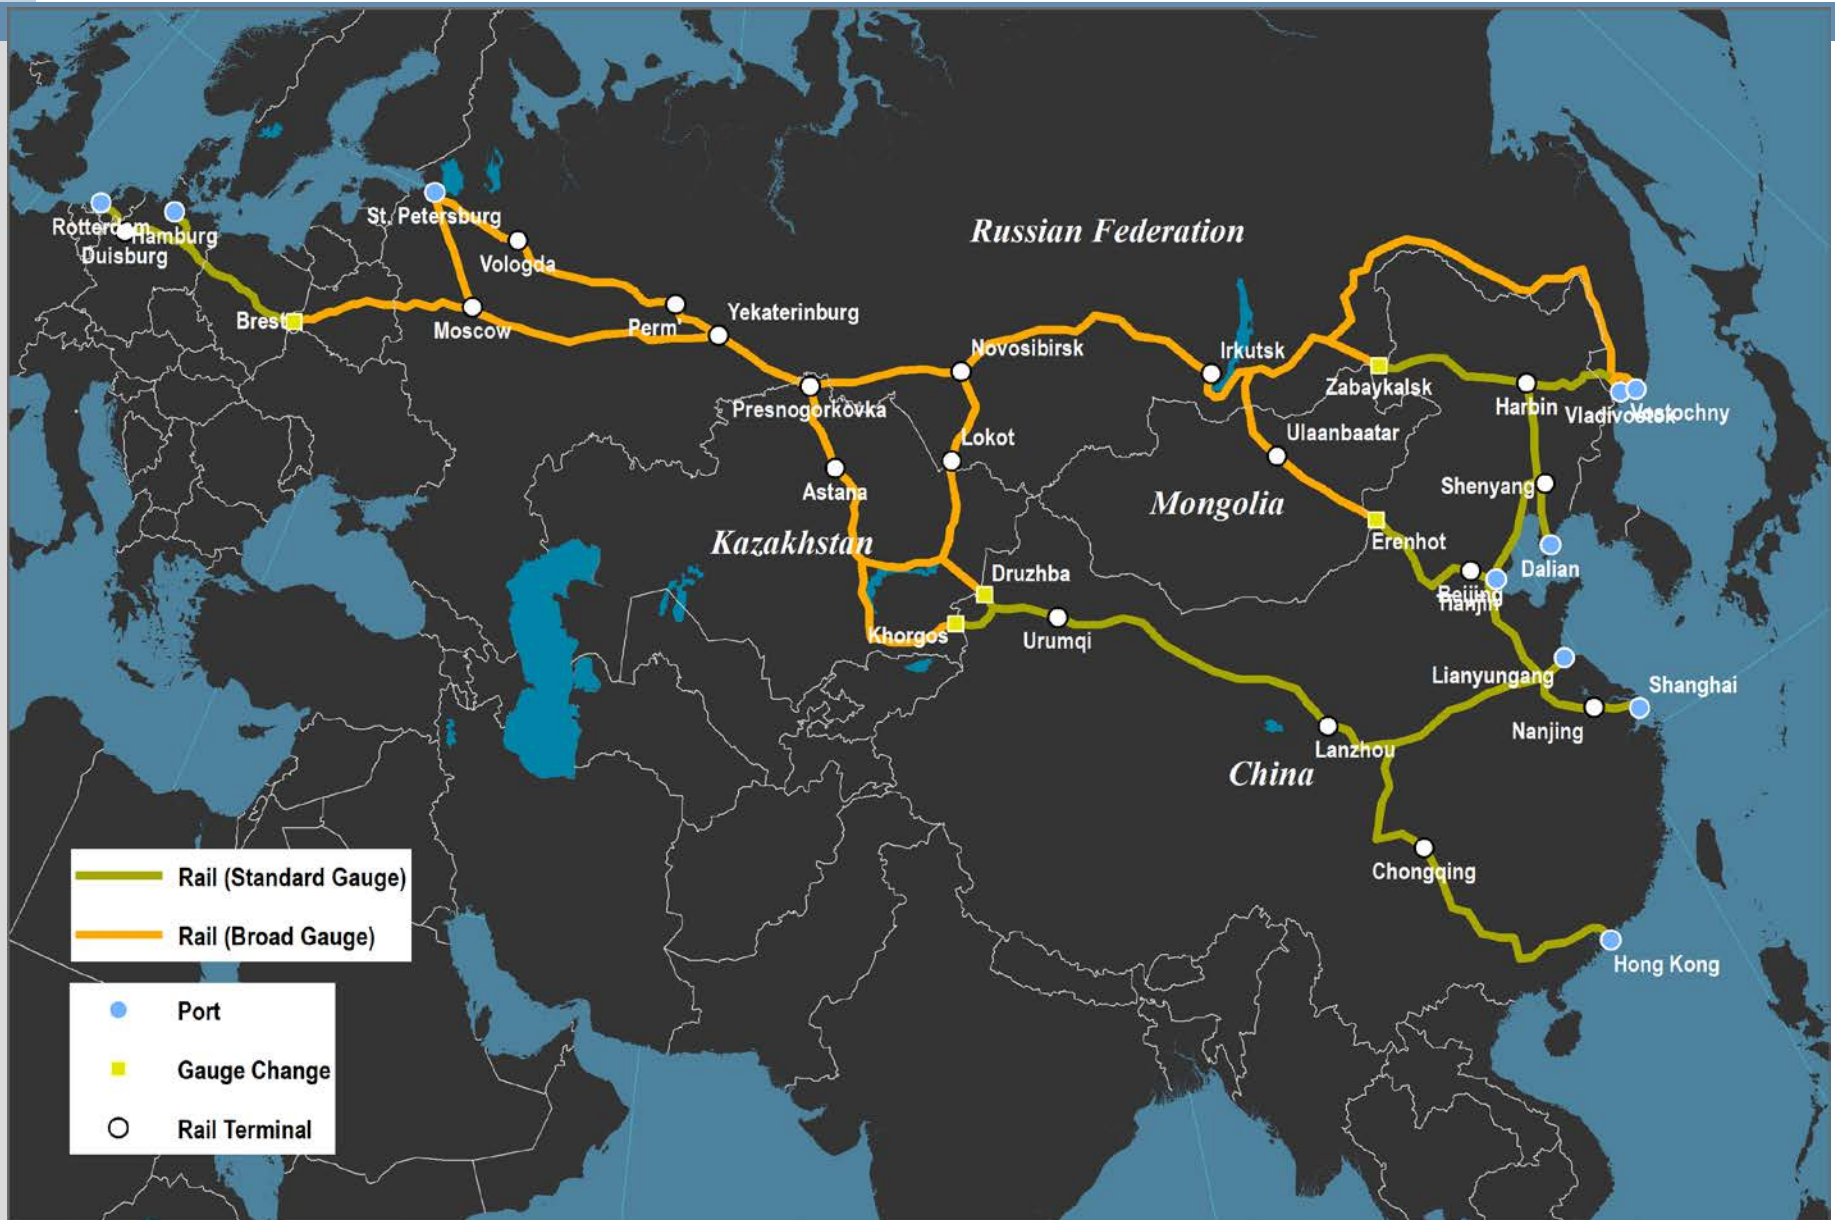 St. Petersburg
Rotterdam
Hamburg
Duisburg
Vologda
Russian Federation
Brest
Moscow
Perm'
Yekaterinburg
Novosibirsk
Irkutsk
Zabaykalsk
Harbin
Vladivostok
Vostochny
Presnogorkovka
Lokot
Ulaanbaatar
Astana
Shenyang
Mongolia
Kazakhstan
Erenhot
Dalian
Druzhba
Beijing
Tianjin
Khorgos
Urumqi
Lianyungang
Shanghai
Nanjing
Lanzhou
China
Chongqing
Hong Kong
Rail (Standard Gauge)
Rail (Broad Gauge)
Port
Gauge Change
Rail Terminal